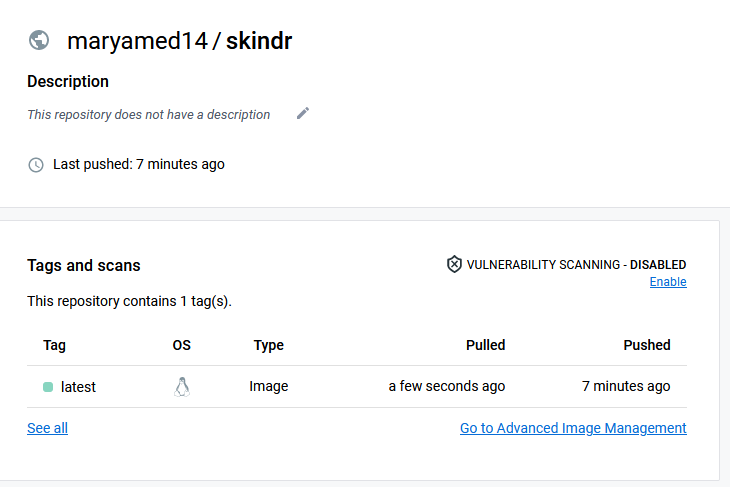 maryamed14 / skindr
Description
This repository does not have a description
Last pushed: 7 minutes ago
Tags and scans
VULNERABILITY SCANNING - DISABLED
Enable
This repository contains 1 tag(s).
Tag OS Type Pulled Pushed
latest Image a few seconds ago 7 minutes ago
See all Go to Advanced Image Management